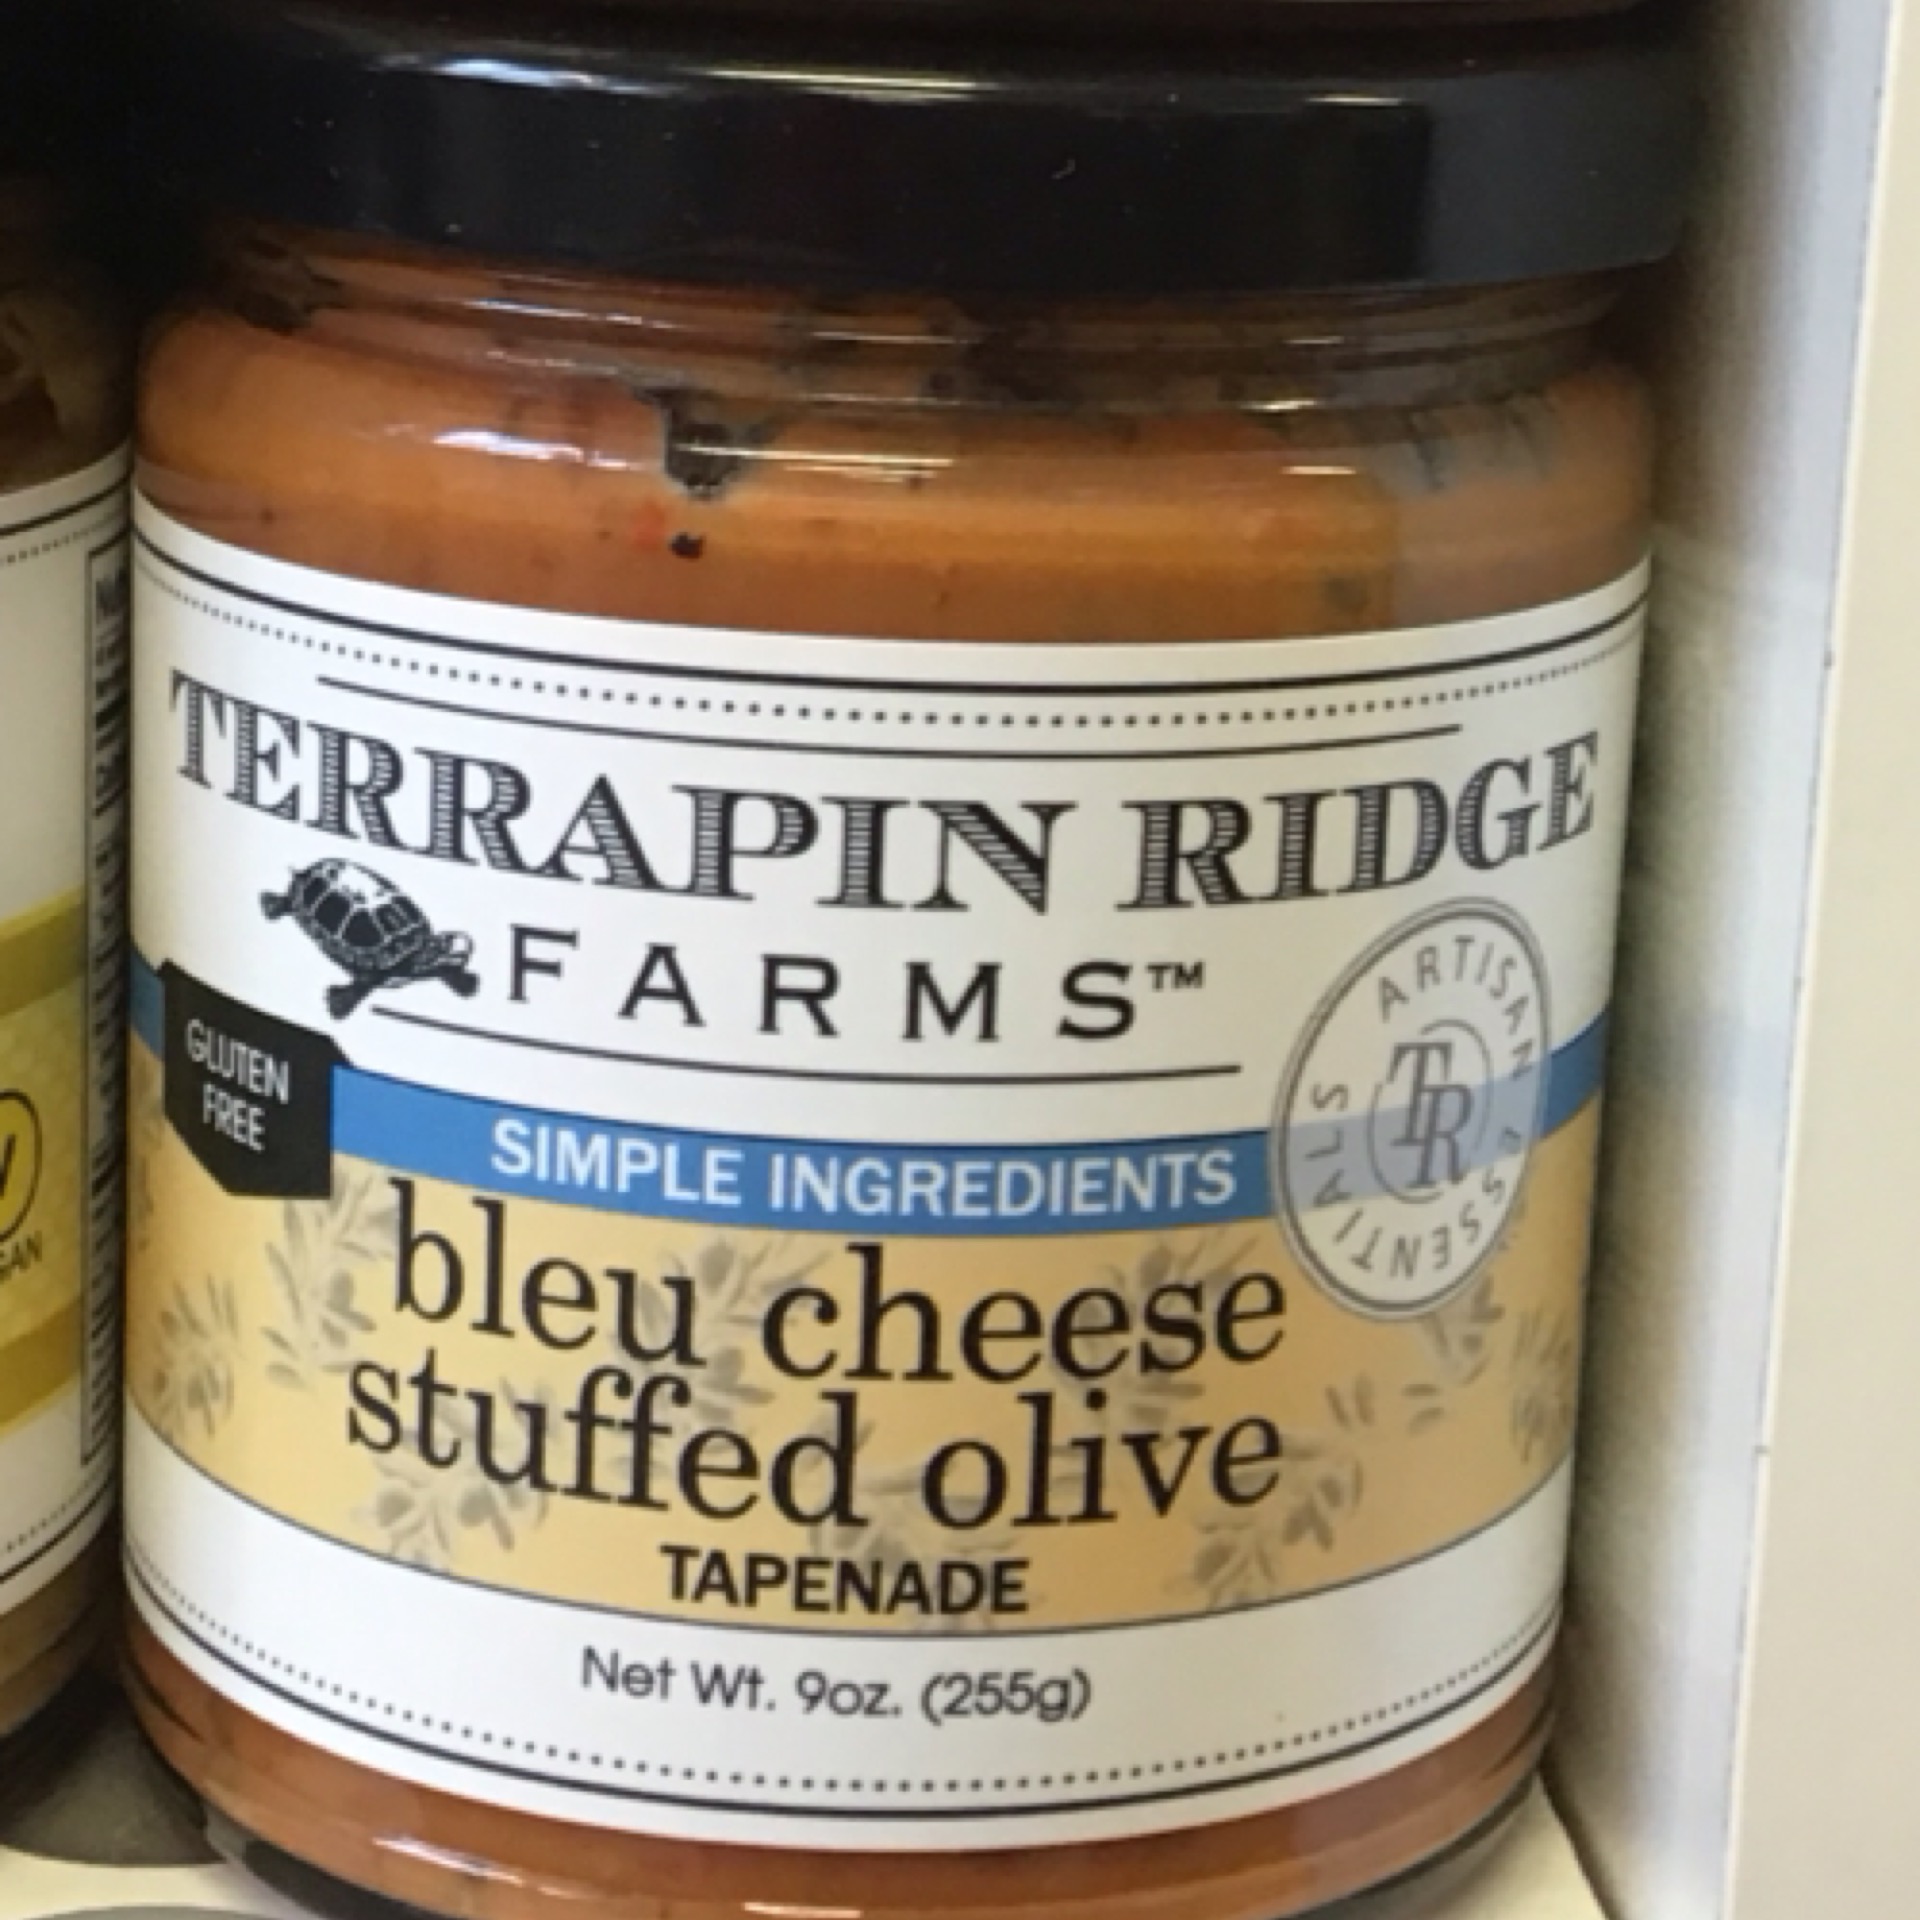 TERRAPIN RIDGE
FARMS™
GLUTEN
FREE
ARTISAN
ESSENTIALS
TR
SIMPLE INGREDIENTS
bleu cheese
stuffed olive
TAPENADE
Net Wt. 9oz. (255g)